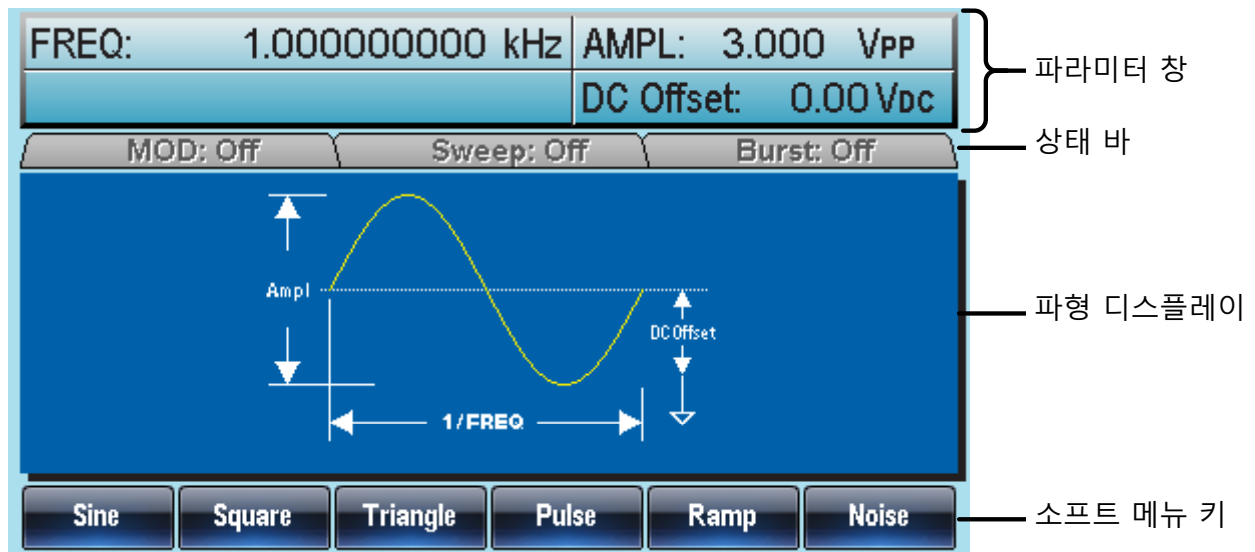 FREQ: 1.000000000 kHz AMPL: 3.000 VPP
DC Offset: 0.00 VDC
파라미터 창
MOD: Off Sweep: Off Burst: Off
상태 바
Ampl
DC Offset
1/FREQ
파형 디스플레이
Sine Square Triangle Pulse Ramp Noise
소프트 메뉴 키